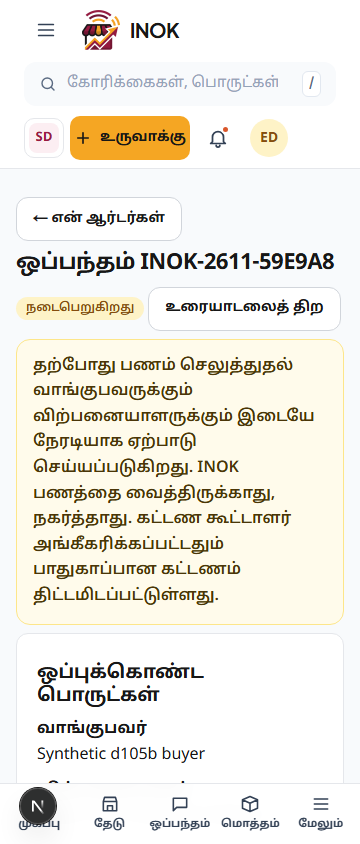 INOK
கோரிக்கைகள், பொருட்கள்
/
SD
+ உருவாக்கு
ED
← என் ஆர்டர்கள்
ஒப்பந்தம் INOK-2611-59E9A8
நடைபெறுகிறது
உரையாடலைத் திற
தற்போது பணம் செலுத்துதல்
வாங்குபவருக்கும்
விற்பனையாளருக்கும் இடையே
நேரடியாக ஏற்பாடு
செய்யப்படுகிறது. INOK
பணத்தை வைத்திருக்காது,
நகர்த்தாது. கட்டண கூட்டாளர்
அங்கீகரிக்கப்பட்டதும்
பாதுகாப்பான கட்டணம்
திட்டமிடப்பட்டுள்ளது.
ஒப்புக்கொண்ட
பொருட்கள்
வாங்குபவர்
Synthetic d105b buyer
N
தேடு
ஒப்பந்தம்
மொத்தம்
மேலும்